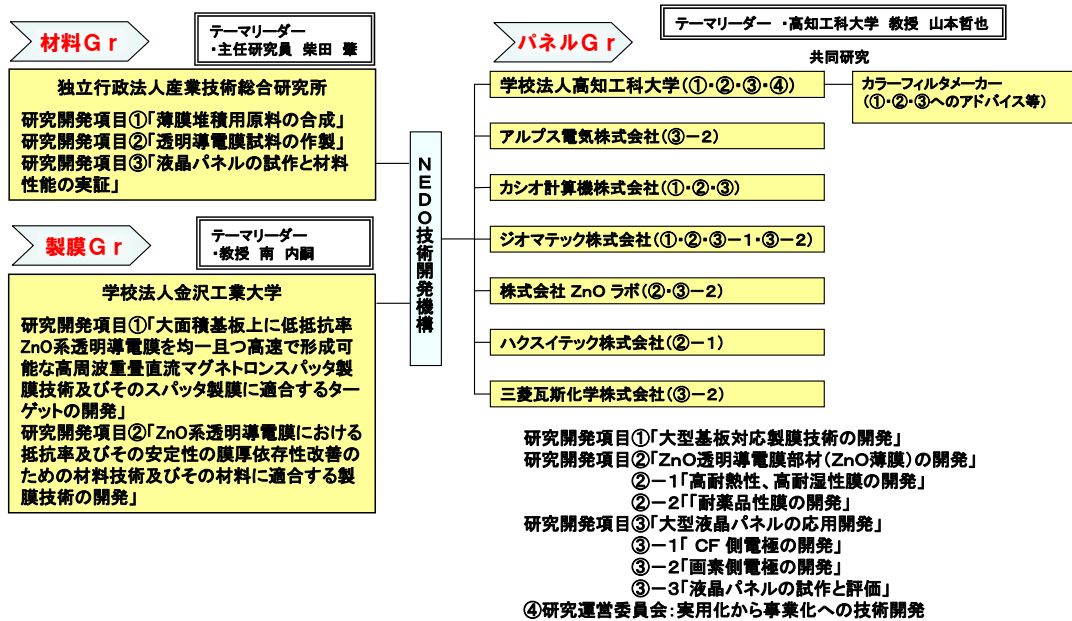 材料Gr
テーマリーダー
・主任研究員 柴田 肇
独立行政法人産業技術総合研究所
研究開発項目①「薄膜堆積用原料の合成」
研究開発項目②「透明導電膜試料の作製」
研究開発項目③「液晶パネルの試作と材料
性能の実証」
製膜Gr
テーマリーダー
・教授 南 内嗣
学校法人金沢工業大学
研究開発項目①「大面積基板上に低抵抗率
ZnO系透明導電膜を均一且つ高速で形成可
能な高周波重畳直流マグネトロンスパッタ製
膜技術及びそのスパッタ製膜に適合するター
ゲットの開発」
研究開発項目②「ZnO系透明導電膜における
抵抗率及びその安定性の膜厚依存性改善の
ための材料技術及びその材料に適合する製
膜技術の開発」
NEDO技術開発機構
パネルGr
テーマリーダー ・高知工科大学 教授 山本哲也
共同研究
学校法人高知工科大学(①・②・③・④)
カラーフィルタメーカー
(①・②・③へのアドバイス等)
アルプス電気株式会社(③-2)
カシオ計算機株式会社(①・②・③)
ジオマテック株式会社(①・②・③-1・③-2)
株式会社 ZnO ラボ(②・③-2)
ハクスイテック株式会社(②-1)
三菱瓦斯化学株式会社(③-2)
研究開発項目①「大型基板対応製膜技術の開発」
研究開発項目②「ZnO透明導電膜部材(ZnO薄膜)の開発」
②-1「高耐熱性、高耐湿性膜の開発」
②-2「「耐薬品性膜の開発」
研究開発項目③「大型液晶パネルの応用開発」
③-1「 CF 側電極の開発」
③-2「画素側電極の開発」
③-3「液晶パネルの試作と評価」
④研究運営委員会:実用化から事業化への技術開発